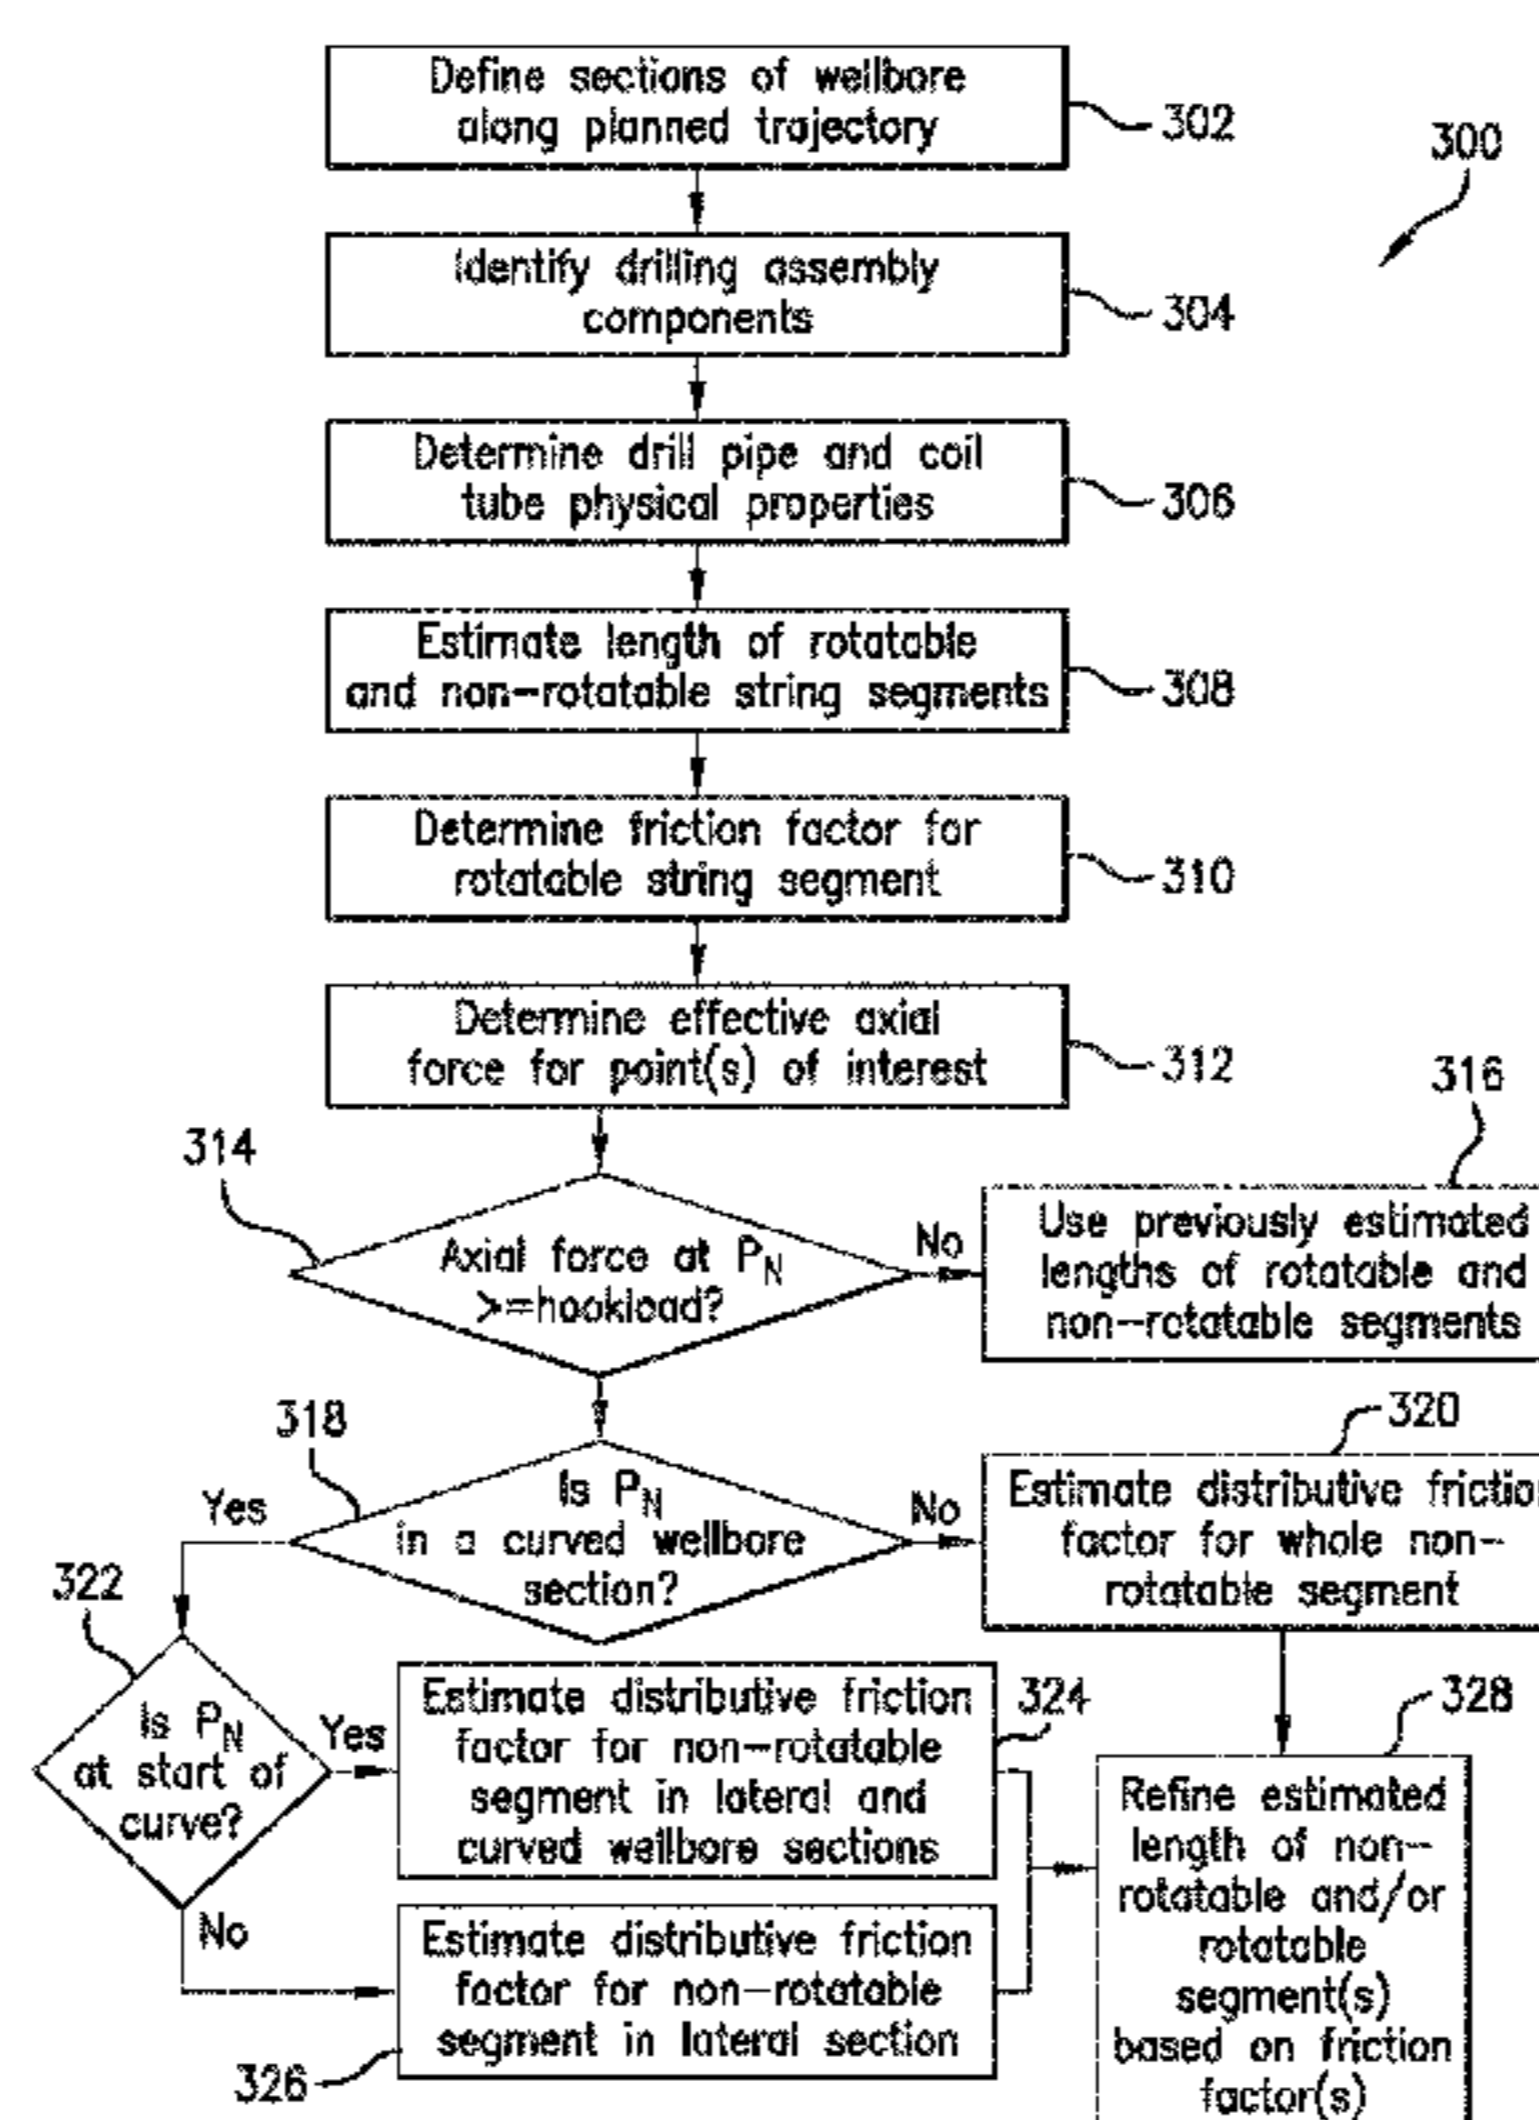 Define sections of wellbore
along planned trajectory
302
300
Identify drilling assembly
components
304
Determine drill pipe and coil
tube physical properties
306
Estimate length of rotatable
and non-rotatable string segments
308
Determine friction factor for
rotatable string segment
310
Determine effective axial
force for point(s) of interest
312
314
Axial force at PN
>=hookload?
No
316
Use previously estimated
lengths of rotatable and
non-rotatable segments
318
Is PN
in a curved wellbore
section?
Yes
No
320
Estimate distributive frictio
factor for whole non-
rotatable segment
322
Is PN
at start of
curve?
Yes
No
Estimate distributive friction
factor for non-rotatable
segment in lateral and
curved wellbore sections
324
Estimate distributive friction
factor for non-rotatable
segment in lateral section
326
328
Refine estimated
length of non-
rotatable and/or
rotatable
segment(s)
based on friction
factor(s)